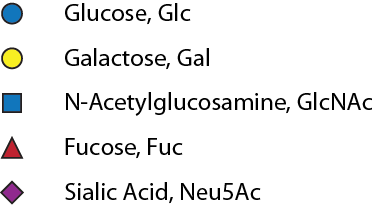 Glucose, Glc
Galactose, Gal
N-Acetylglucosamine, GlcNAc
Fucose, Fuc
Sialic Acid, Neu5Ac